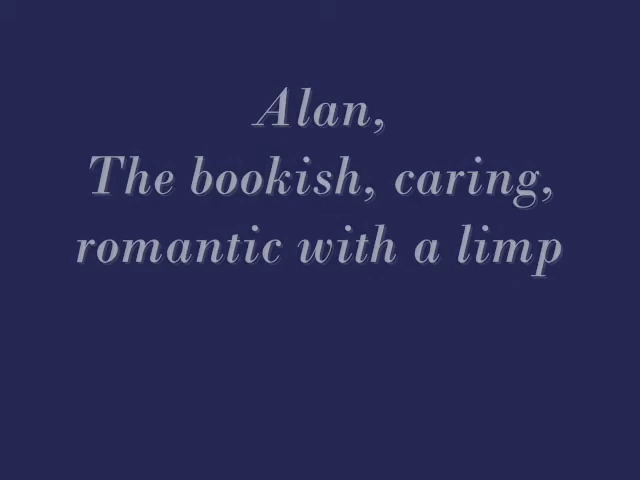 Alan,
The bookish, caring,
romantic with a limp